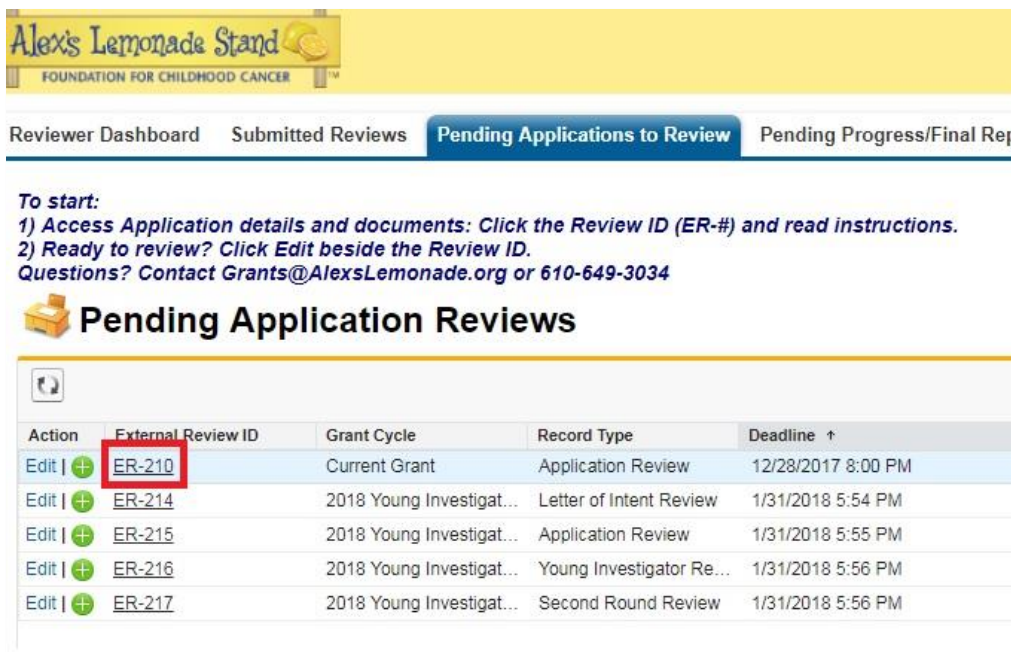 Alex's Lemonade Stand
FOUNDATION FOR CHILDHOOD CANCER TM
Reviewer Dashboard Submitted Reviews Pending Applications to Review Pending Progress/Final Rep
To start:
1) Access Application details and documents: Click the Review ID (ER-#) and read instructions.
2) Ready to review? Click Edit beside the Review ID.
Questions? Contact Grants@AlexsLemonade.org or 610-649-3034
Pending Application Reviews
Action External Review ID Grant Cycle Record Type Deadline ↑
Edit | ER-210 Current Grant Application Review 12/28/2017 8:00 PM
Edit | ER-214 2018 Young Investigat... Letter of Intent Review 1/31/2018 5:54 PM
Edit | ER-215 2018 Young Investigat... Application Review 1/31/2018 5:55 PM
Edit | ER-216 2018 Young Investigat... Young Investigator Re... 1/31/2018 5:56 PM
Edit | ER-217 2018 Young Investigat... Second Round Review 1/31/2018 5:56 PM